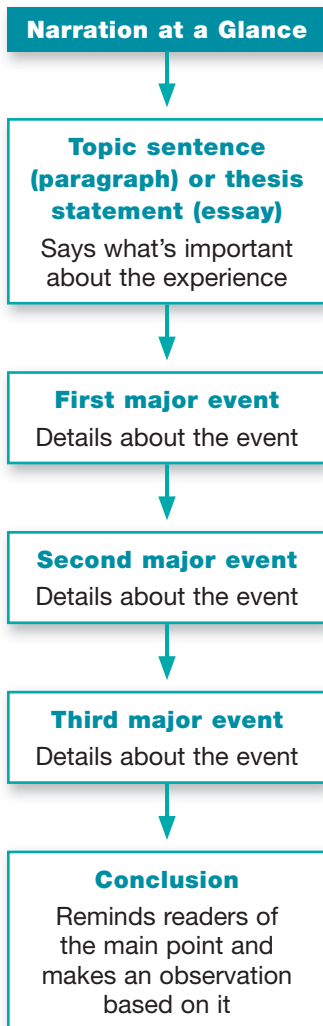 Narration at a Glance
Topic sentence
(paragraph) or thesis
statement (essay)
Says what’s important
about the experience
First major event
Details about the event
Second major event
Details about the event
Third major event
Details about the event
Conclusion
Reminds readers of
the main point and
makes an observation
based on it